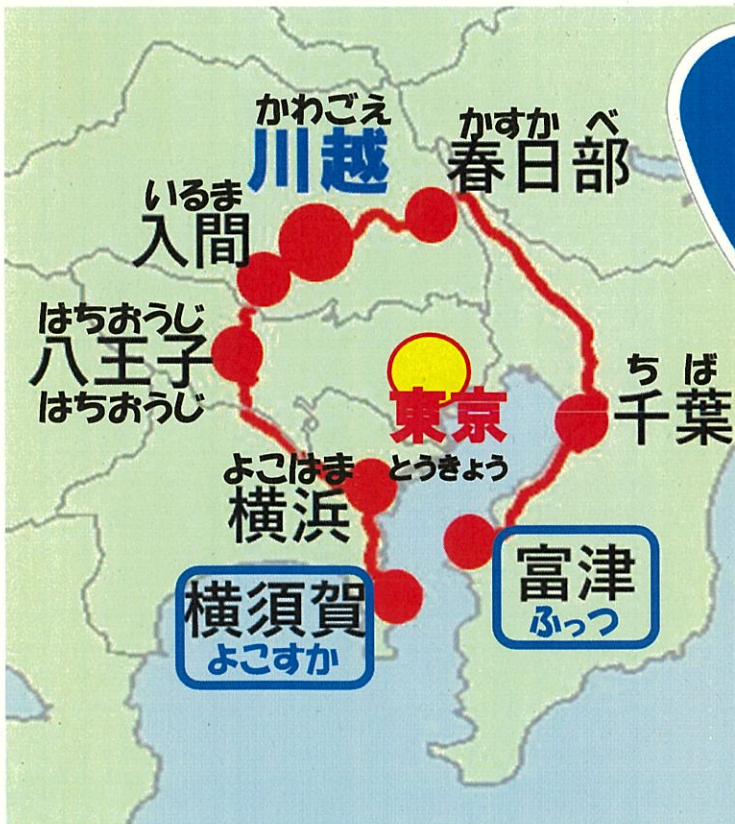 かわごえ
川越
かすかべ
春日部
いるま
入間
はちおうじ
八王子
はちおうじ
ちば
千葉
東京
とうきょう
よこはま
横浜
横須賀
よこすか
富津
ふっつ